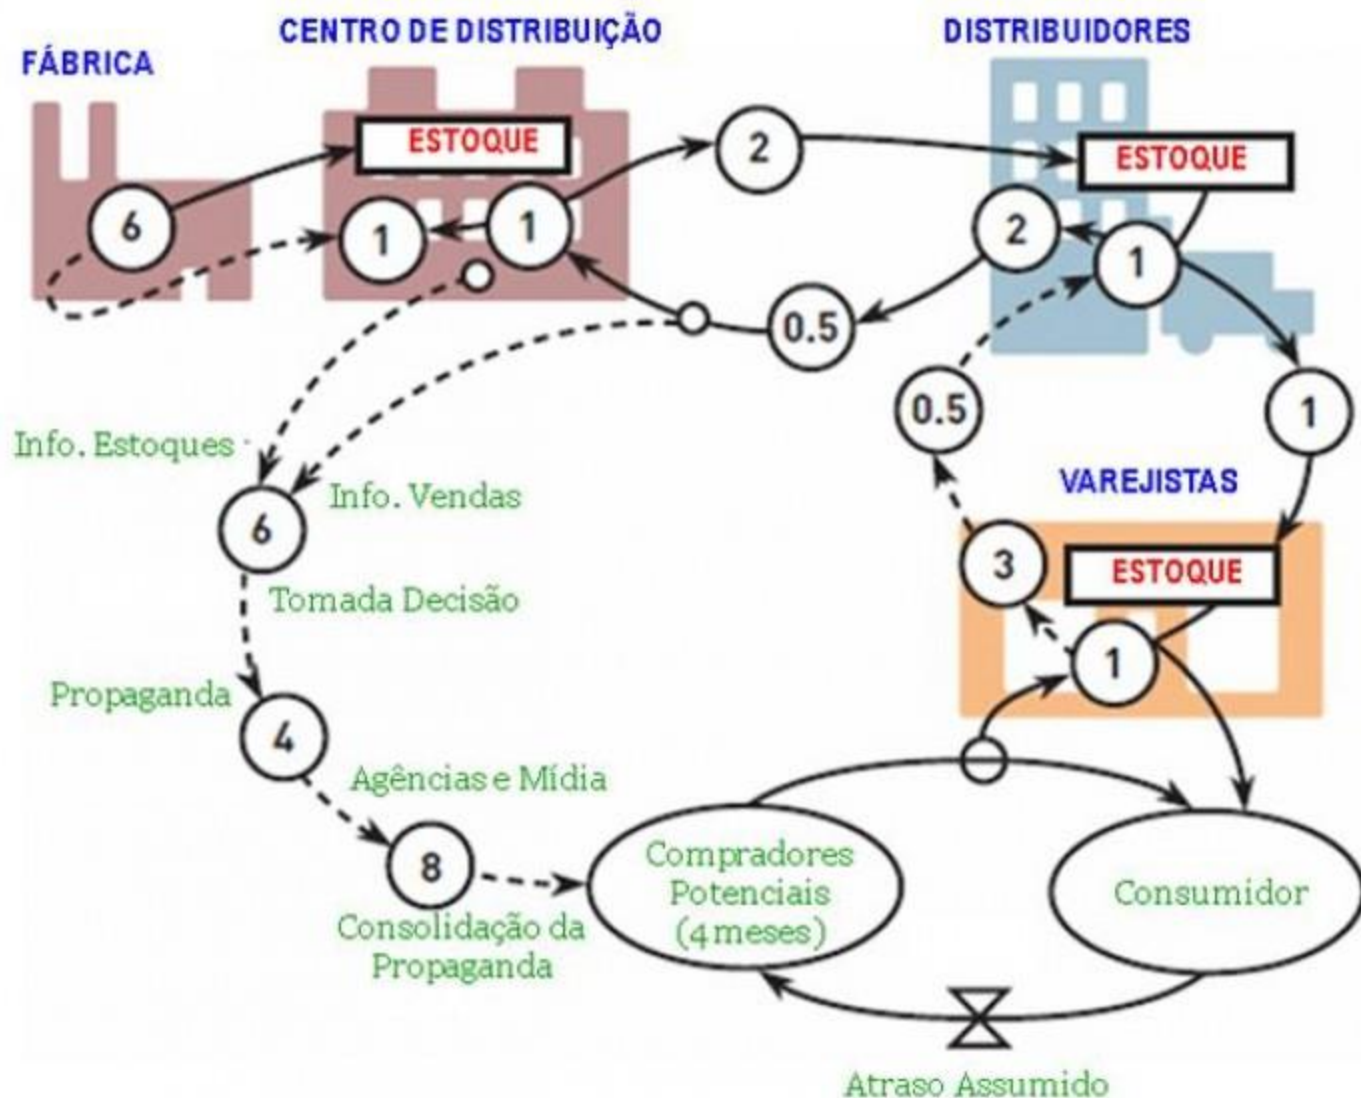 FÁBRICA
CENTRO DE DISTRIBUIÇÃO
DISTRIBUIDORES
ESTOQUE
ESTOQUE
2
6
1
1
2
1
0.5
0.5
1
Info. Estoques
Info. Vendas
VAREJISTAS
6
3
ESTOQUE
Tomada Decisão
1
Propaganda
4
Agências e Mídia
8
Compradores
Potenciais
(4 meses)
Consumidor
Consolidação da
Propaganda
Atraso Assumido